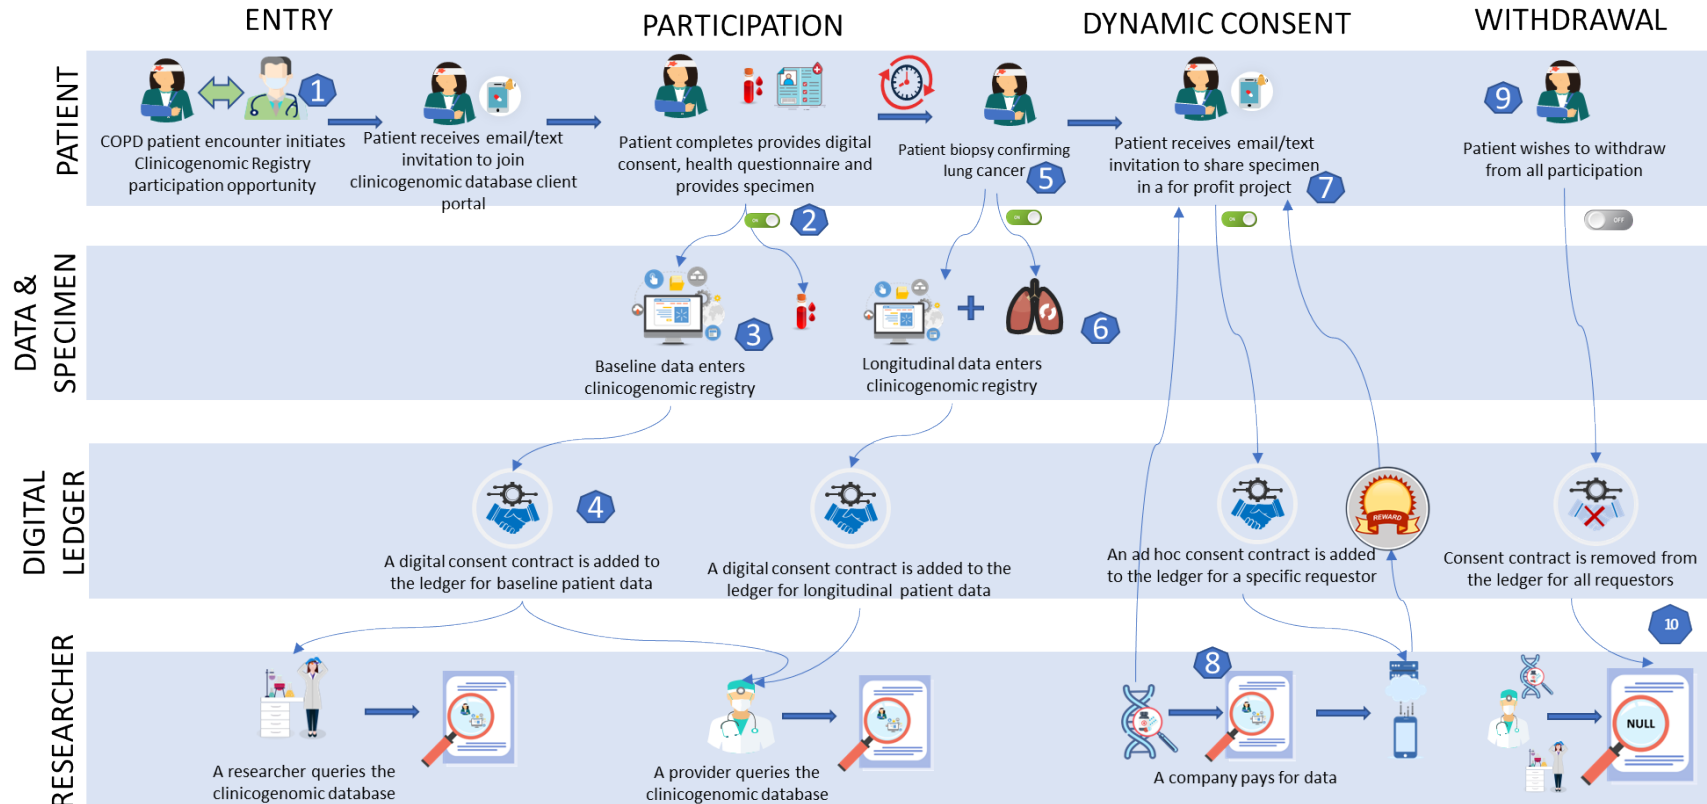 ENTRY
PARTICIPATION
DYNAMIC CONSENT
WITHDRAWAL
PATIENT
1
COPD patient encounter initiates
Clinicogenomic Registry
participation opportunity
Patient receives email/text
invitation to join
clinicogenomic database client
portal
Patient completes provides digital
consent, health questionnaire and
provides specimen
ON
2
Patient biopsy confirming
lung cancer
5
ON
Patient receives email/text
invitation to share specimen
in a for profit project
7
ON
9
Patient wishes to withdraw
from all participation
OFF
DATA &
SPECIMEN
3
Baseline data enters
clinicogenomic registry
6
Longitudinal data enters
clinicogenomic registry
DIGITAL
LEDGER
4
A digital consent contract is added to
the ledger for baseline patient data
A digital consent contract is added to the
ledger for longitudinal patient data
An ad hoc consent contract is added
to the ledger for a specific requestor
REWARD
Consent contract is removed from
the ledger for all requestors
10
RESEARCHER
A researcher queries the
clinicogenomic database
A provider queries the
clinicogenomic database
8
A company pays for data
NULL